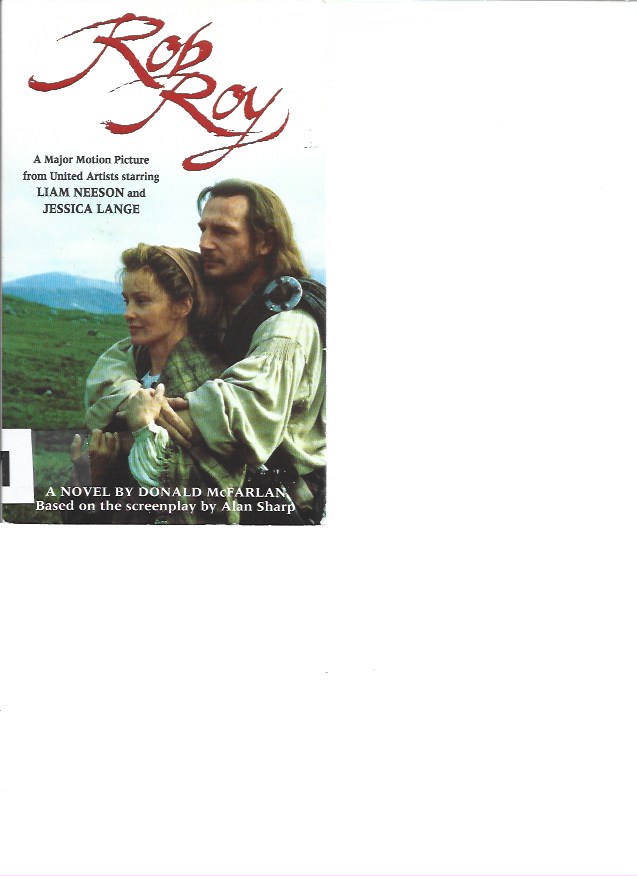 Rob
Roy
A Major Motion Picture
from United Artists starring
LIAM NEESON and
JESSICA LANGE
A NOVEL BY DONALD McFARLAN
Based on the screenplay by Alan Sharp